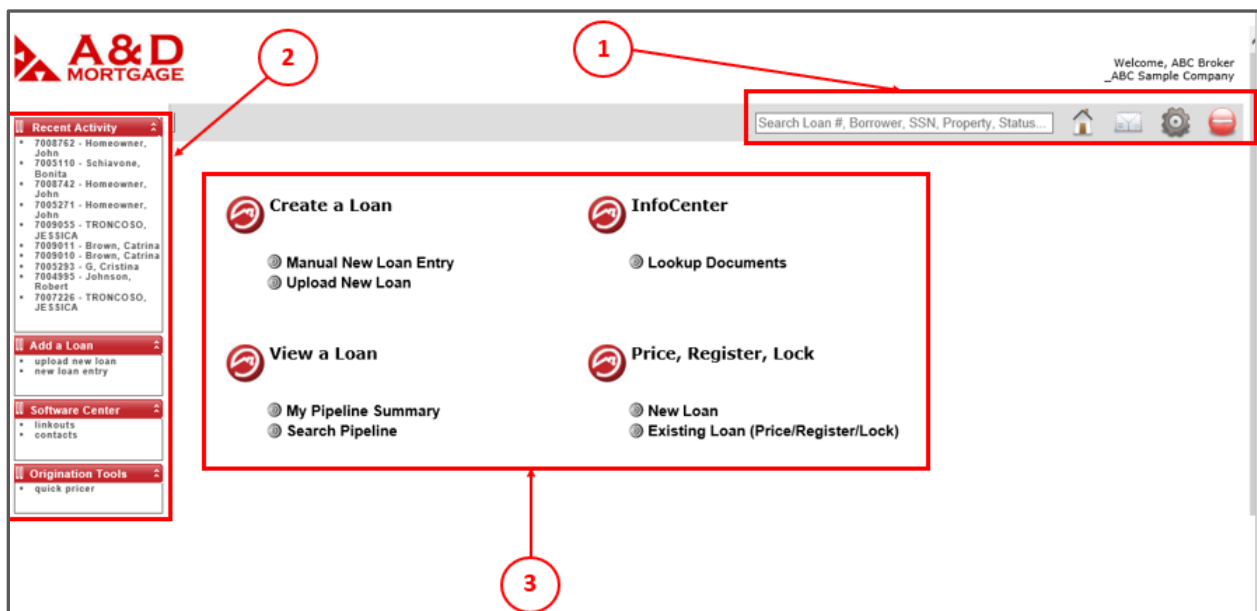 A&D
MORTGAGE
2
1
Welcome, ABC Broker
_ABC Sample Company
Search Loan #, Borrower, SSN, Property, Status...
Recent Activity
7008762 - Homeowner,
John
7005110 - Schiavone,
Bonita
7008742 - Homeowner,
John
7005271 - Homeowner,
John
7009055 - TRONCOSO,
JESSICA
7009011 - Brown, Catrina
7009010 - Brown, Catrina
7005293 - G, Cristina
7004995 - Johnson,
Robert
7007226 - TRONCOSO,
JESSICA
Add a Loan
upload new loan
new loan entry
Software Center
linkouts
contacts
Origination Tools
quick pricer
Create a Loan
Manual New Loan Entry
Upload New Loan
InfoCenter
Lookup Documents
View a Loan
My Pipeline Summary
Search Pipeline
Price, Register, Lock
New Loan
Existing Loan (Price/Register/Lock)
3